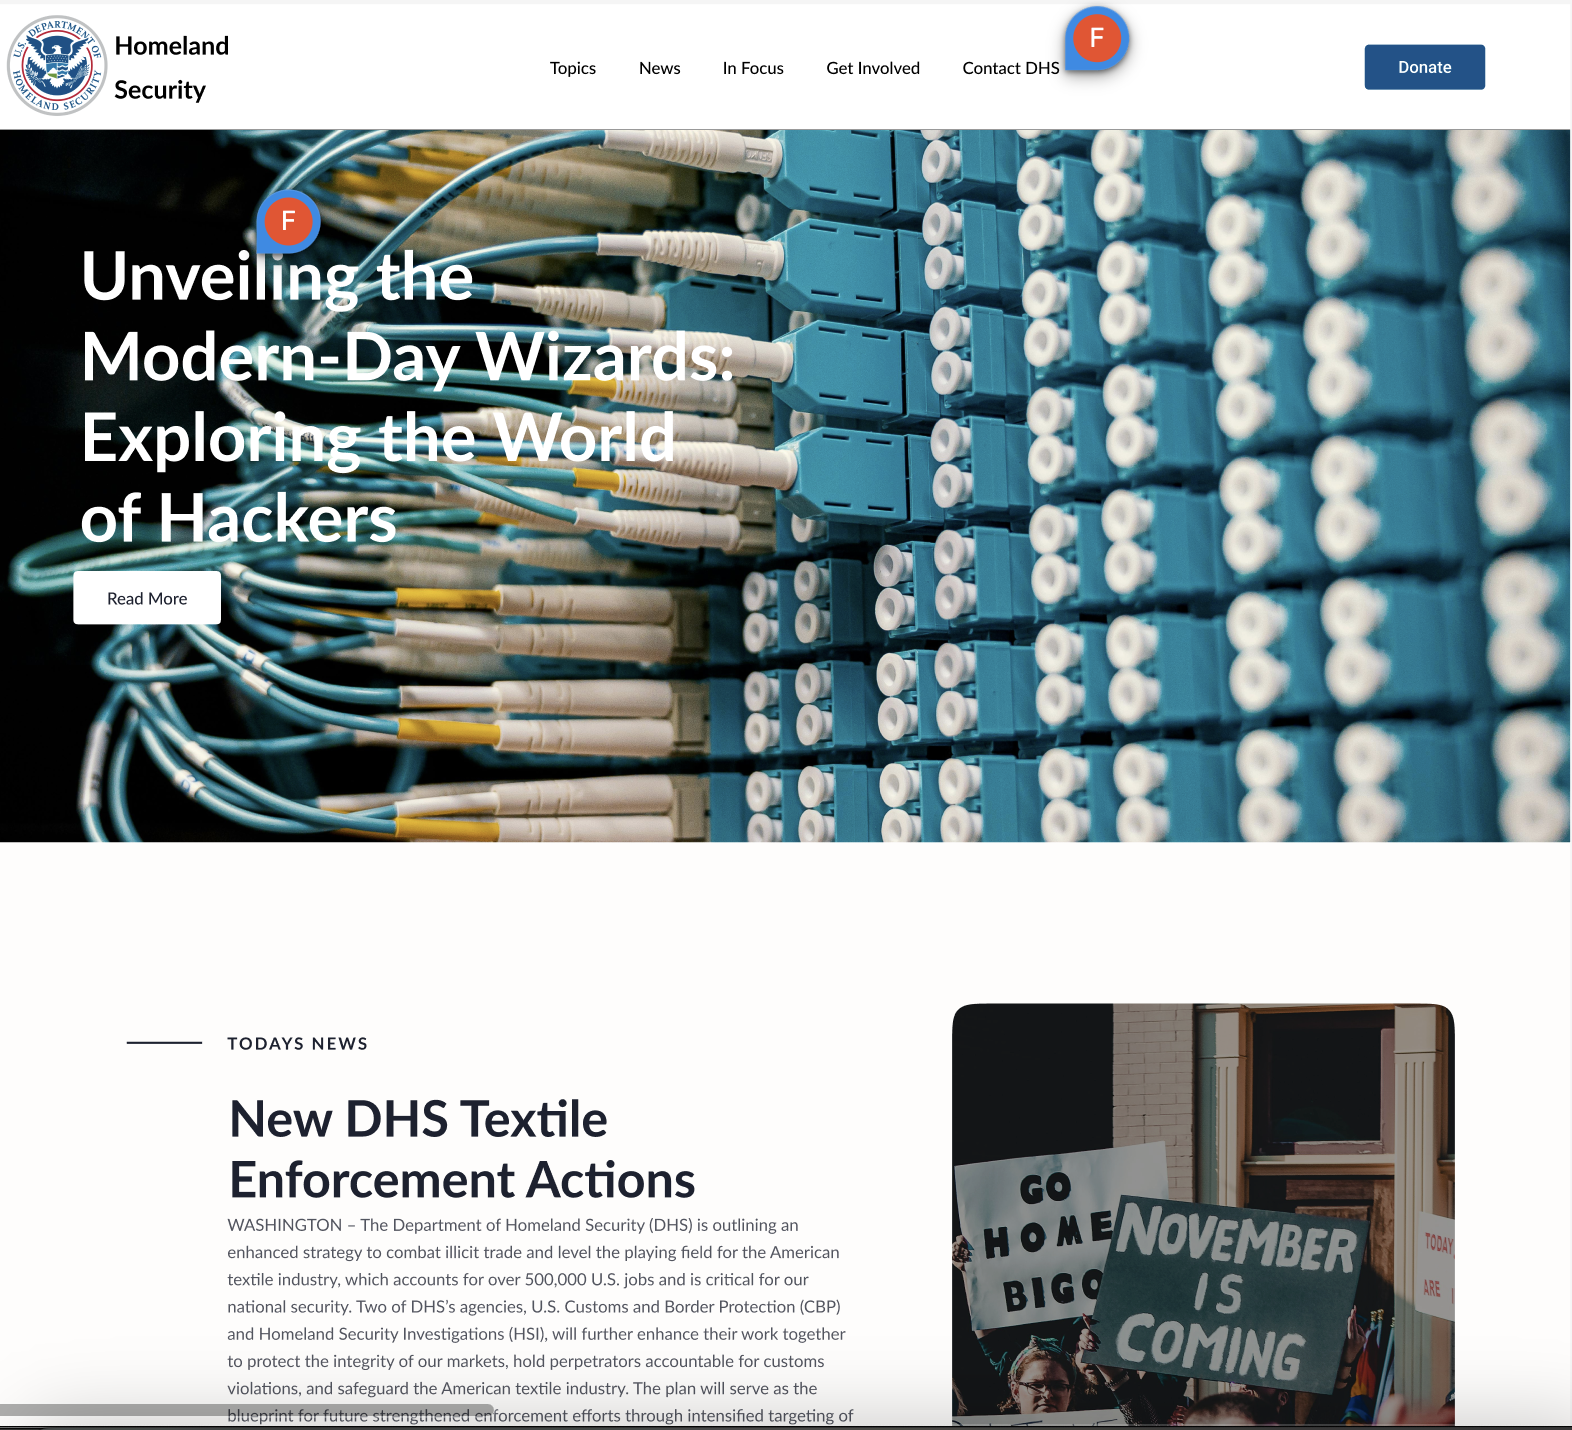 U.S. DEPARTMENT OF HOMELAND SECURITY
Homeland
Security
Topics
News
In Focus
Get Involved
Contact DHS
F
Donate
F
Unveiling the
Modern-Day Wizards:
Exploring the World
of Hackers
Read More
TODAYS NEWS
New DHS Textile
Enforcement Actions
WASHINGTON – The Department of Homeland Security (DHS) is outlining an
enhanced strategy to combat illicit trade and level the playing field for the American
textile industry, which accounts for over 500,000 U.S. jobs and is critical for our
national security. Two of DHS’s agencies, U.S. Customs and Border Protection (CBP)
and Homeland Security Investigations (HSI), will further enhance their work together
to protect the integrity of our markets, hold perpetrators accountable for customs
violations, and safeguard the American textile industry. The plan will serve as the
blueprint for future strengthened enforcement efforts through intensified targeting of
GO
HOME
BIGO
NOVEMBER
IS
COMING
TODAY
ARE